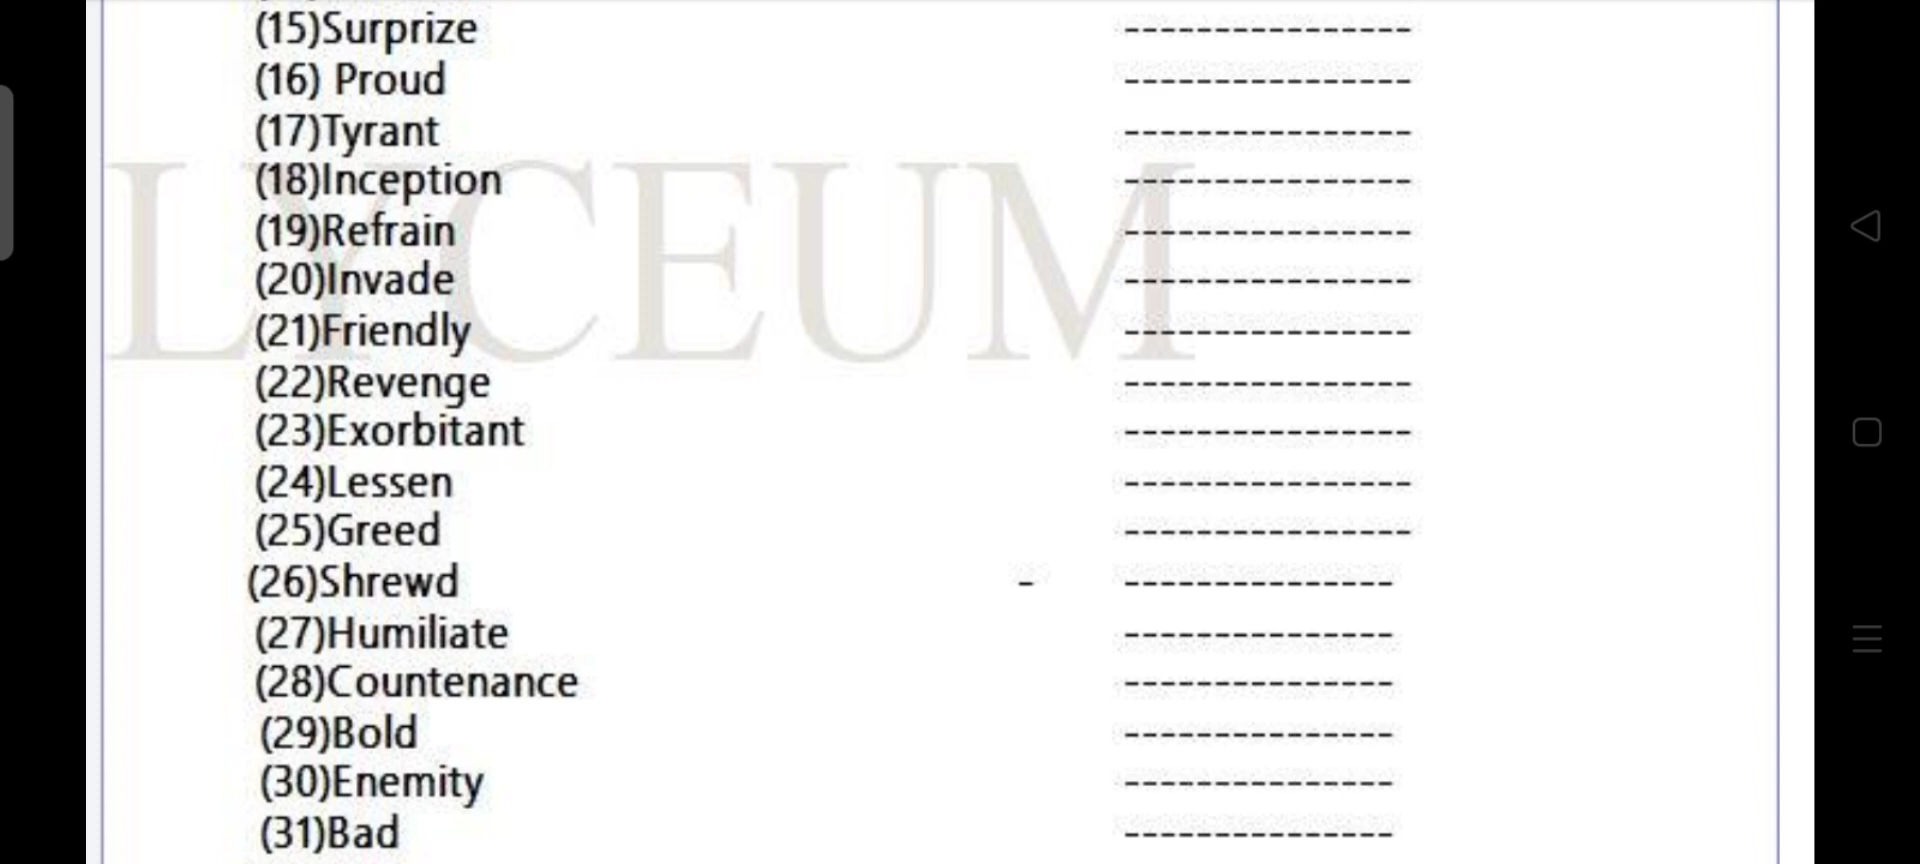 (15)Surprize ----------------
(16) Proud ----------------
(17)Tyrant ----------------
(18)Inception ----------------
(19)Refrain ----------------
(20)Invade ----------------
(21)Friendly ----------------
(22)Revenge ----------------
(23)Exorbitant ----------------
(24)Lessen ----------------
(25)Greed ----------------
(26)Shrewd - ---------------
(27)Humiliate ---------------
(28)Countenance ---------------
(29)Bold ---------------
(30)Enemity ---------------
(31)Bad ---------------
LYCEUM